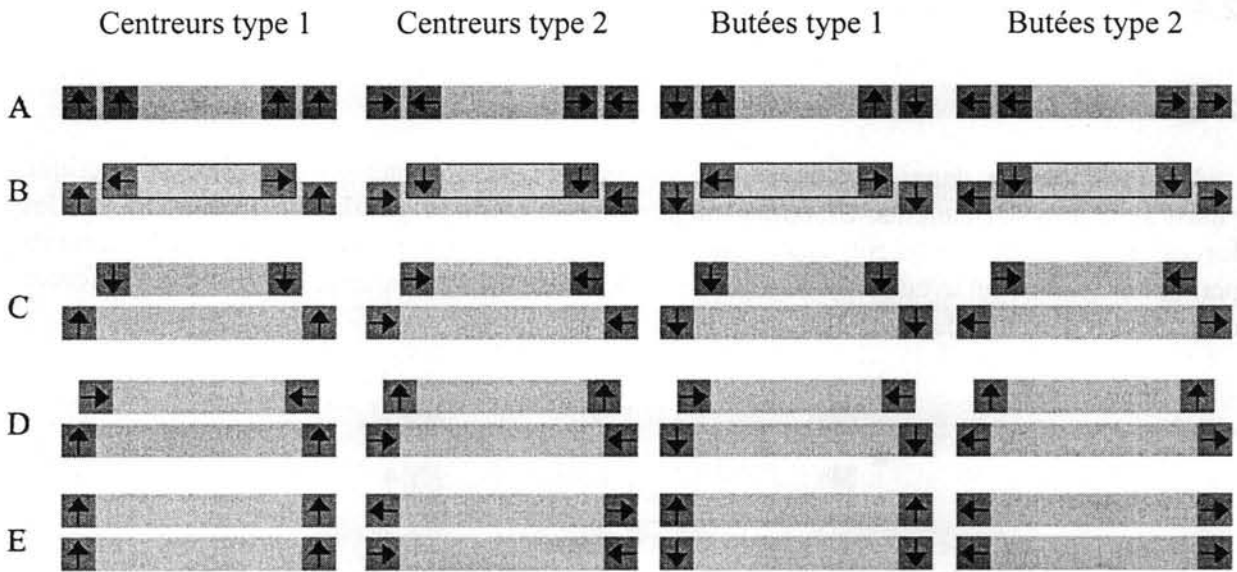 Centreurs type 1 Centreurs type 2 Butées type 1 Butées type 2
A
B
C
D
E